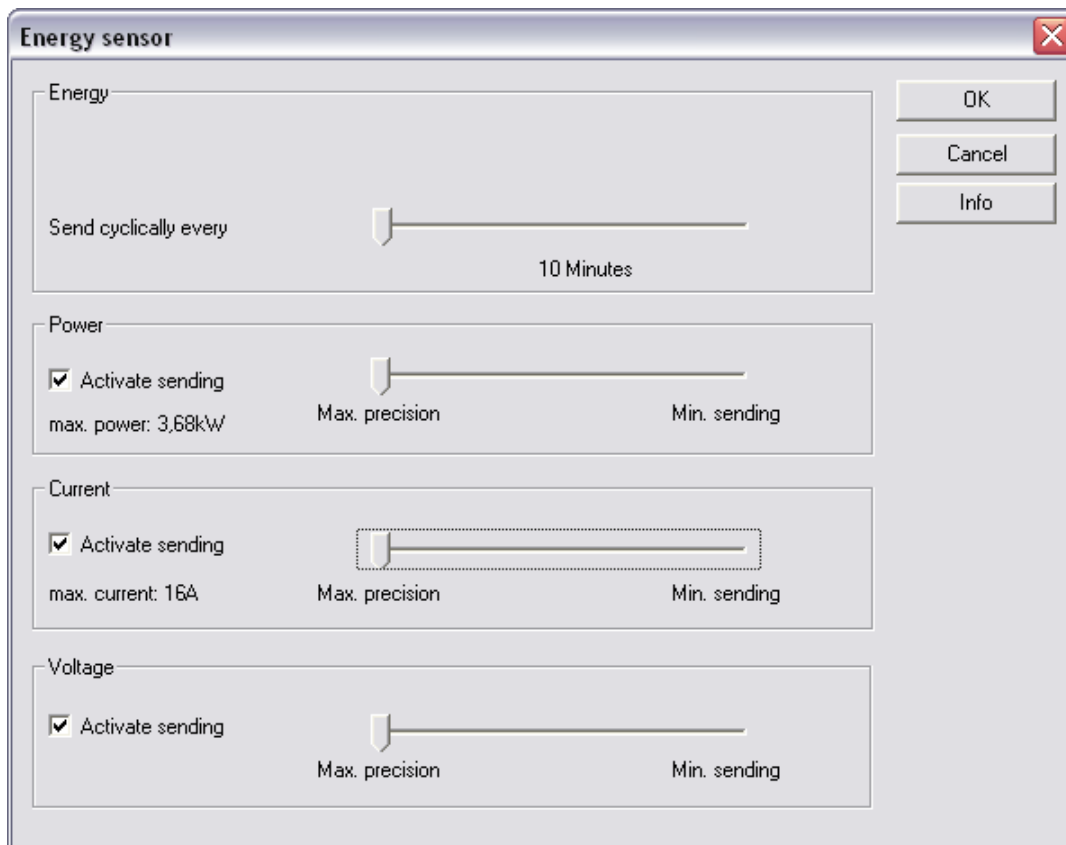 Energy sensor
Energy
OK
Cancel
Info
Send cyclically every
10 Minutes
Power
Activate sending
max. power: 3,68kW
Max. precision Min. sending
Current
Activate sending
max. current: 16A
Max. precision Min. sending
Voltage
Activate sending
Max. precision Min. sending